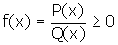 f(x) = P(x)/Q(x) ≥ 0